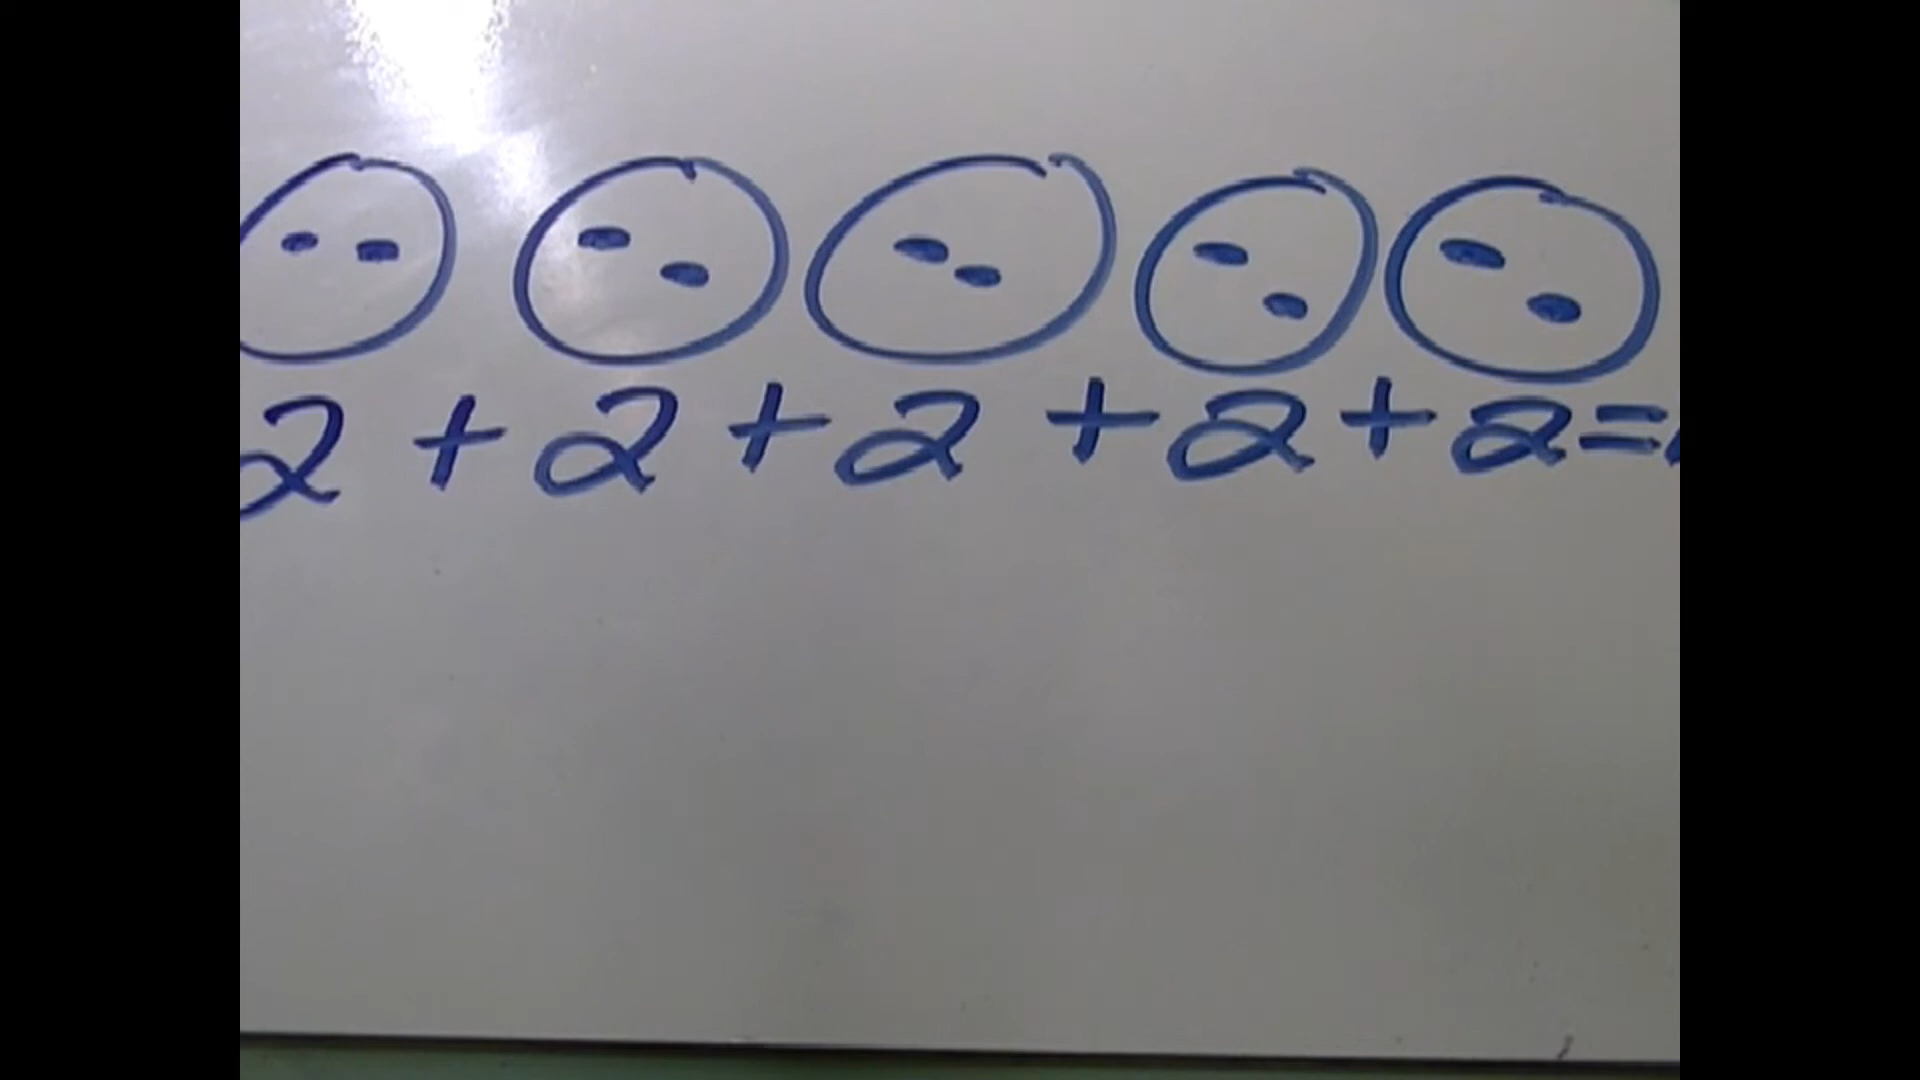 2 + 2 + 2 + 2 + 2 =